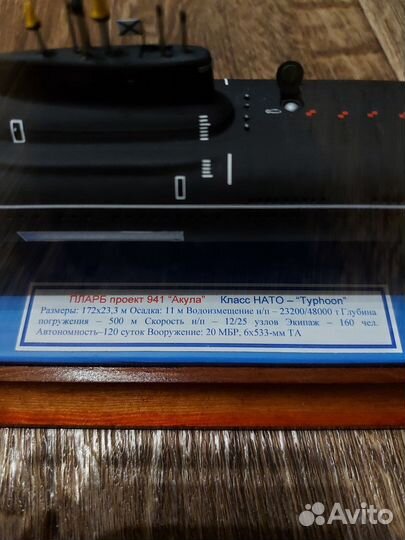 ПЛАРБ проект 941 "Акула" Класс НАТО – "Typhoon"
Размеры: 172х23,3 м Осадка: 11 м Водоизмещение н/п – 23200/48000 т Глубина
погружения – 500 м Скорость н/п – 12/25 узлов Экипаж – 160 чел.
Автономность–120 суток Вооружение: 20 МБР; 6х533-мм ТА
Avito